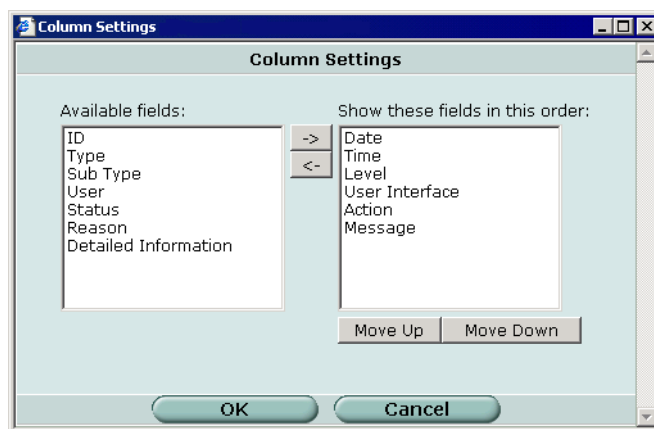 Column Settings
Column Settings
Available fields:
ID
Type
Sub Type
User
Status
Reason
Detailed Information
->
<-
Show these fields in this order:
Date
Time
Level
User Interface
Action
Message
Move Up
Move Down
OK
Cancel